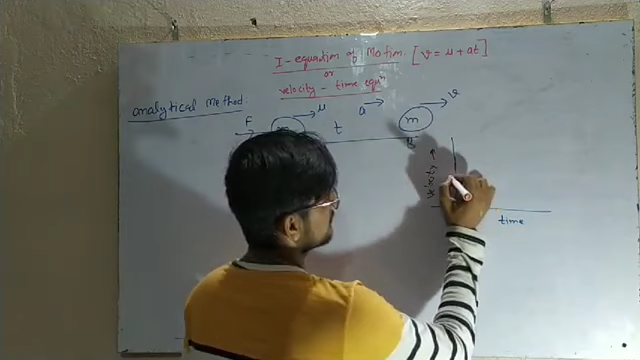 I - equation of Motion. [ v = u + at ]
or
velocity - time eqⁿ
analytical Method
F
u
t
a
m
v
velocity
time